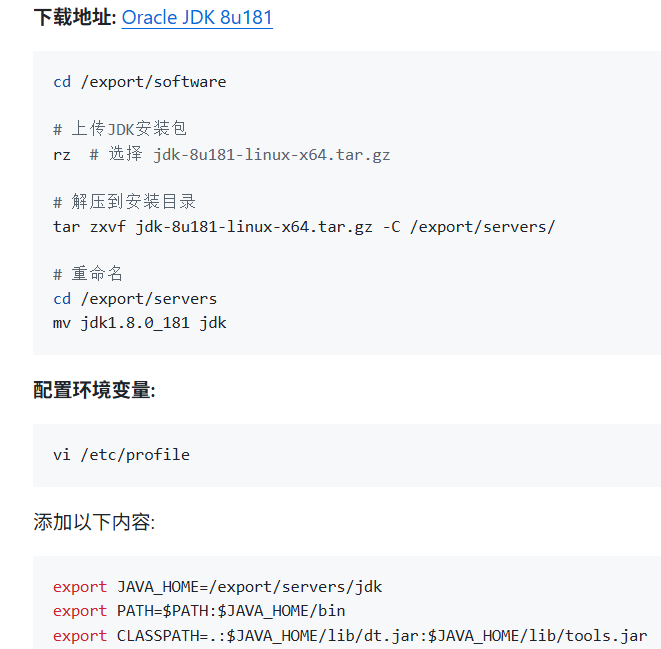 下载地址: Oracle JDK 8u181
cd /export/software
# 上传JDK安装包
rz  # 选择 jdk-8u181-linux-x64.tar.gz
# 解压到安装目录
tar zxvf jdk-8u181-linux-x64.tar.gz -C /export/servers/
# 重命名
cd /export/servers
mv jdk1.8.0_181 jdk
配置环境变量:
vi /etc/profile
添加以下内容:
export JAVA_HOME=/export/servers/jdk
export PATH=$PATH:$JAVA_HOME/bin
export CLASSPATH=.:$JAVA_HOME/lib/dt.jar:$JAVA_HOME/lib/tools.jar